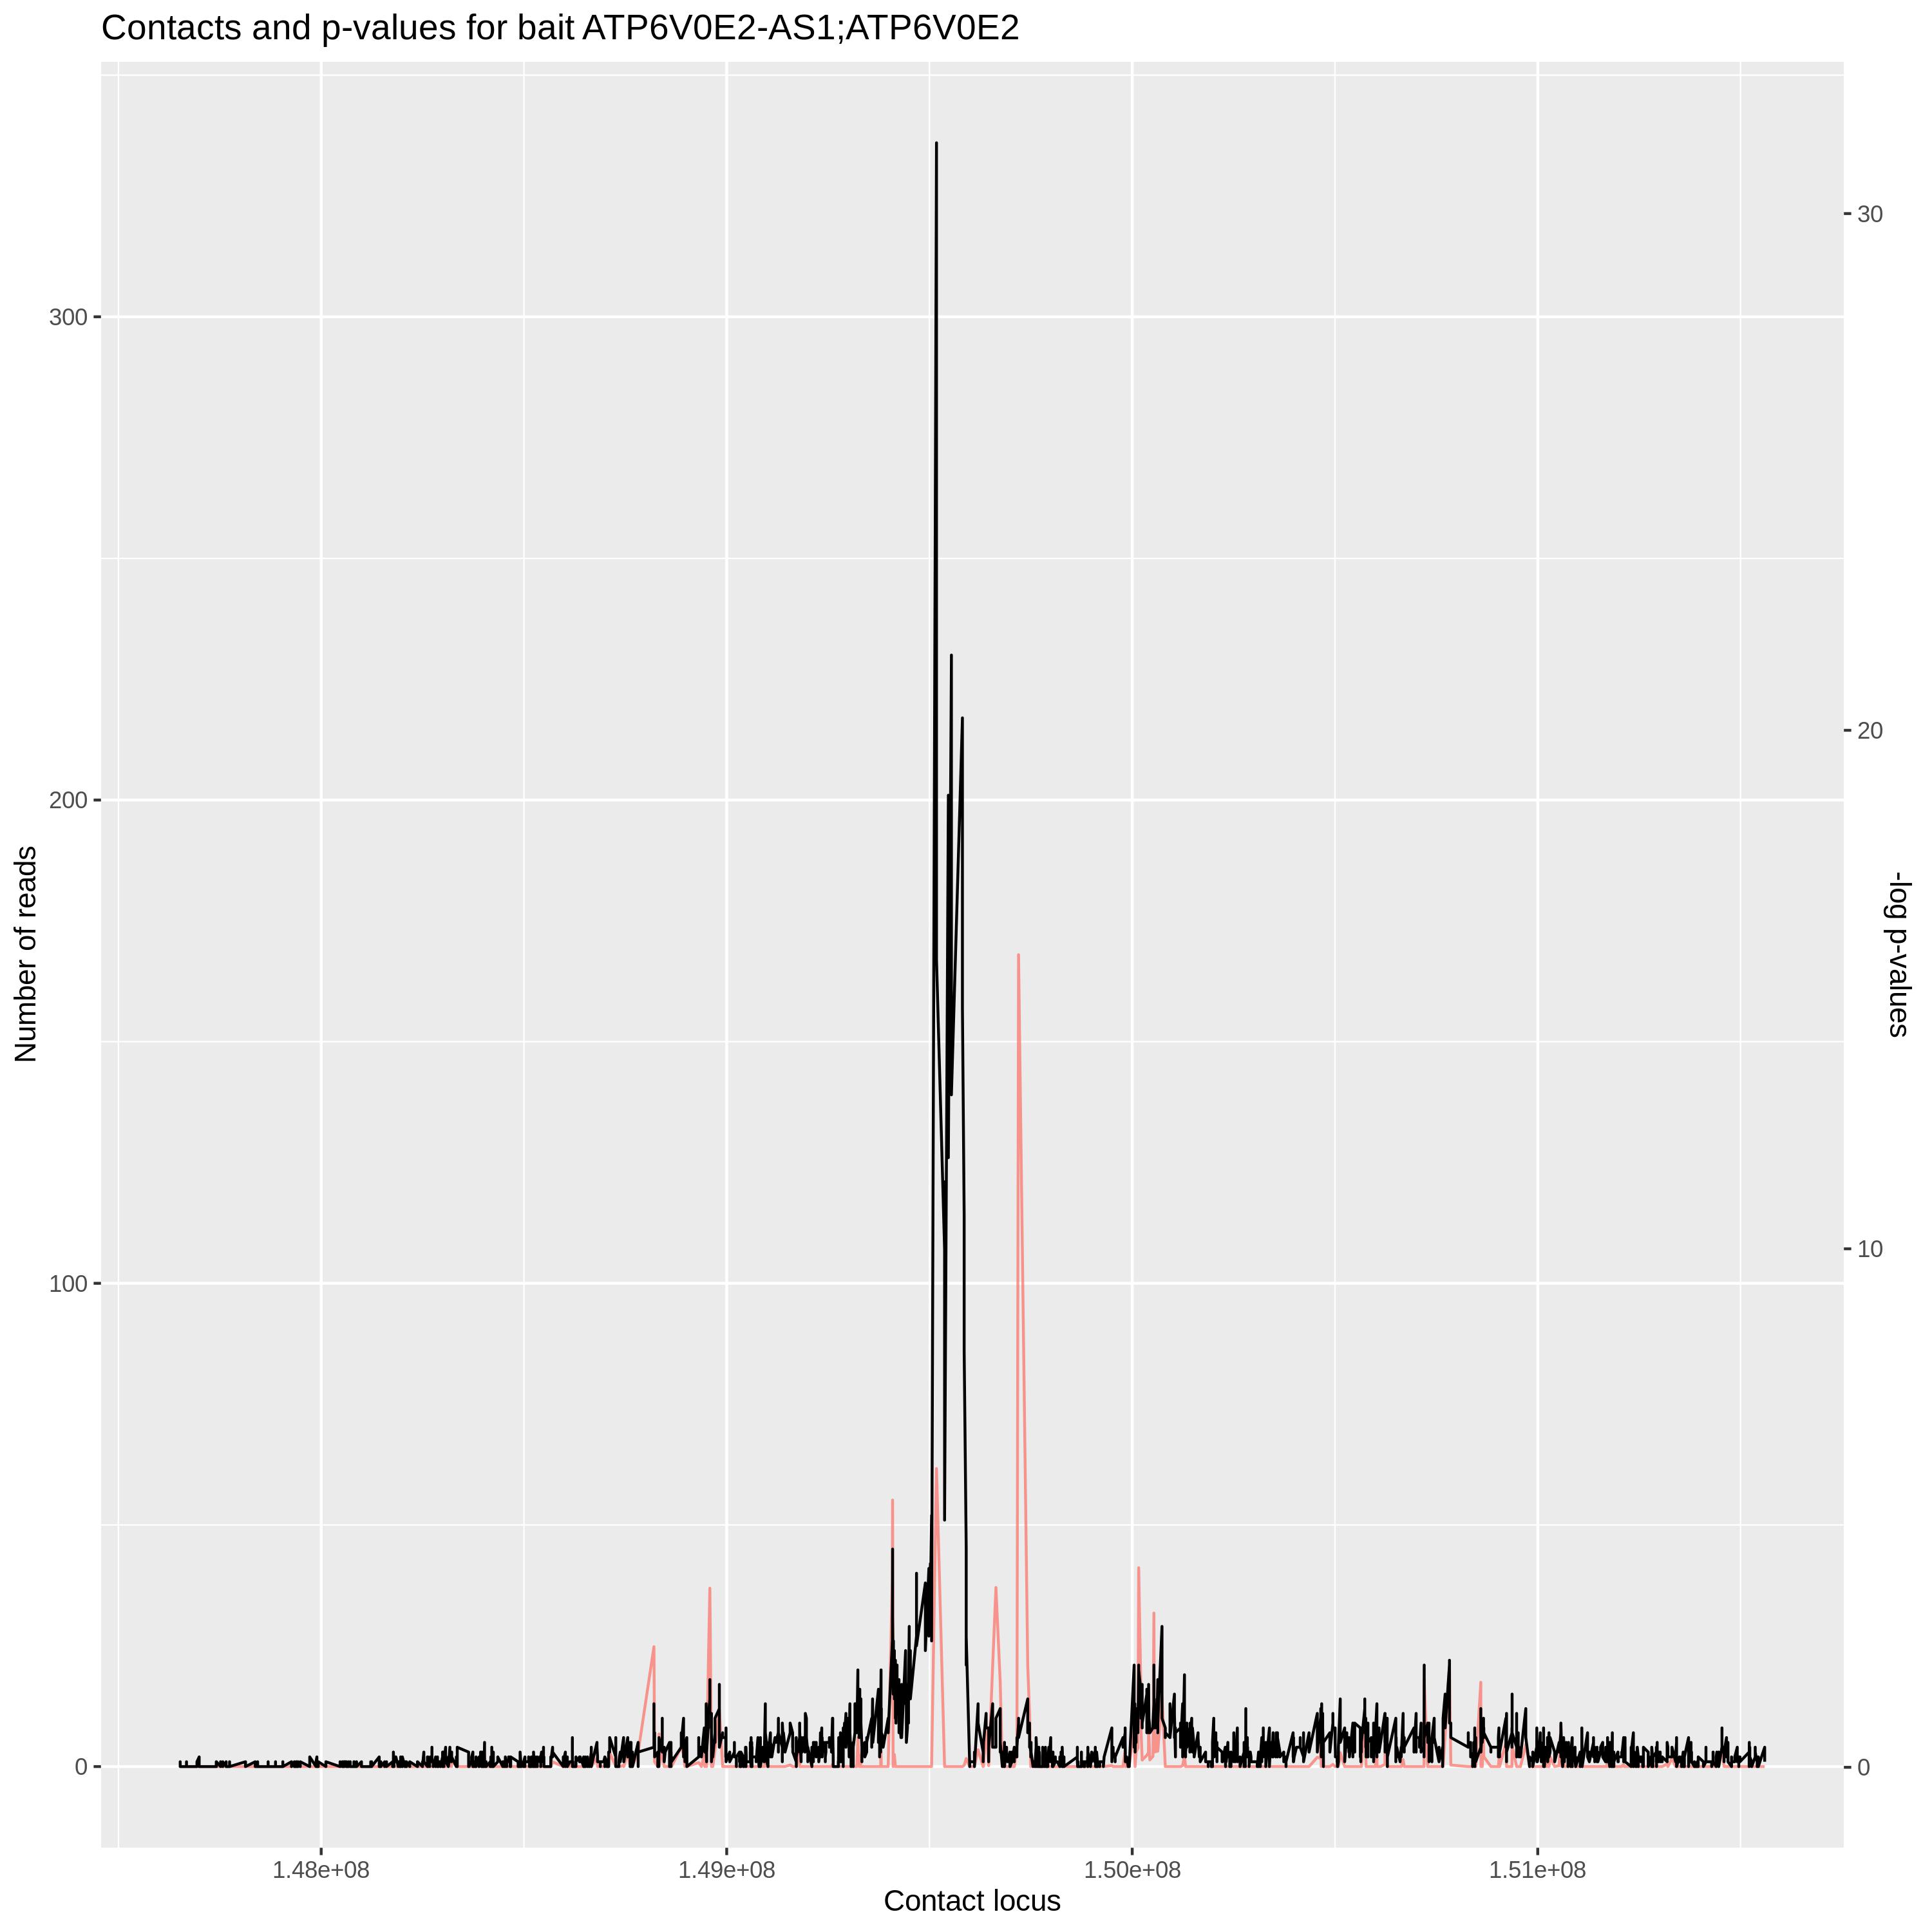 Contacts and p-values for bait ATP6V0E2-AS1;ATP6V0E2
Number of reads
300
200
100
0
30
20
10
0
-log p-values
1.48e+08
1.49e+08
1.50e+08
1.51e+08
Contact locus